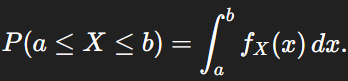 P(a ≤ X ≤ b) = ∫_a^b f_X(x) dx.